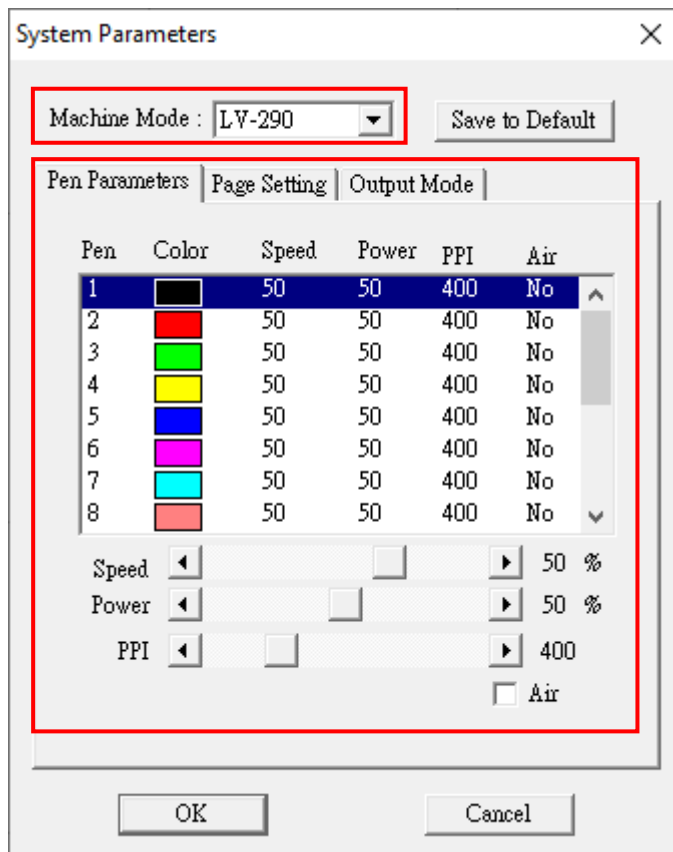 System Parameters
Machine Mode : LV-290 Save to Default
Pen Parameters Page Setting Output Mode
Pen Color Speed Power PPI Air
1 50 50 400 No
2 50 50 400 No
3 50 50 400 No
4 50 50 400 No
5 50 50 400 No
6 50 50 400 No
7 50 50 400 No
8 50 50 400 No
Speed 50 %
Power 50 %
PPI 400
Air
OK Cancel